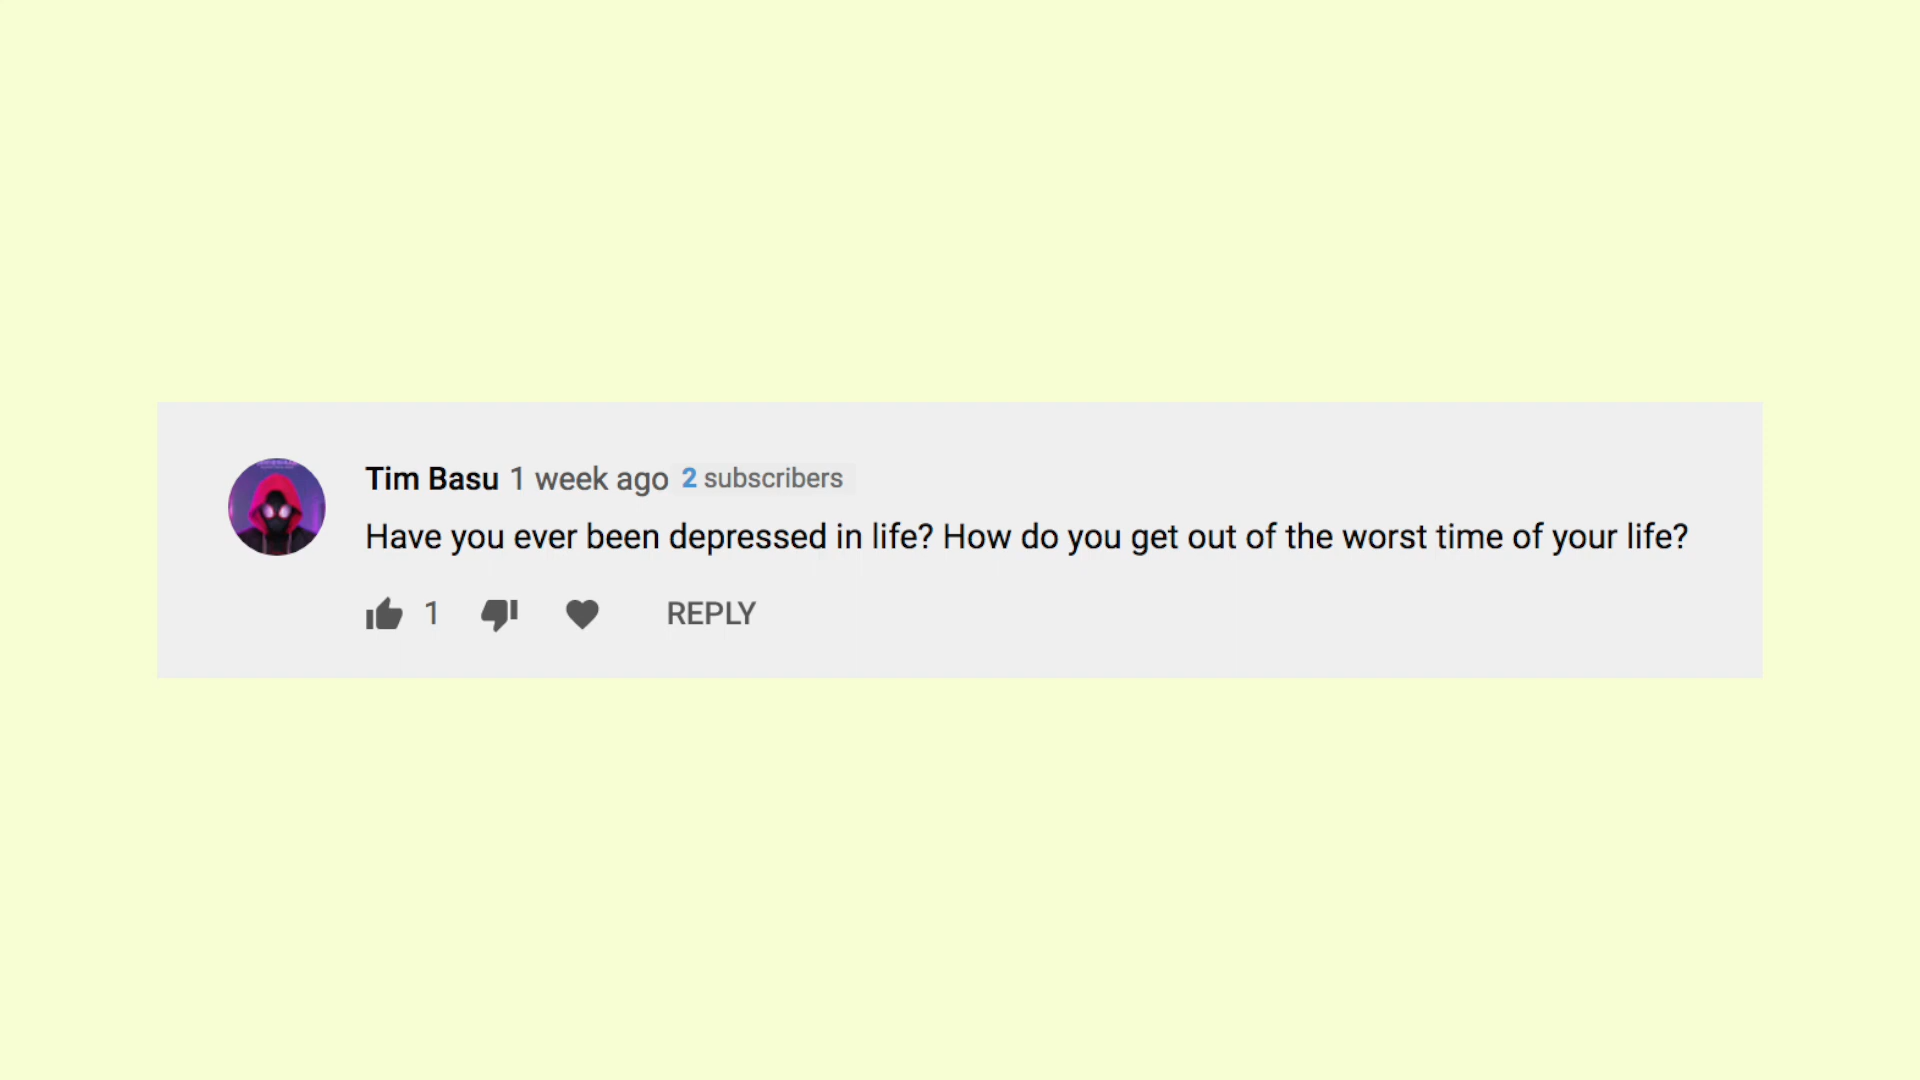 Tim Basu 1 week ago 2 subscribers
Have you ever been depressed in life? How do you get out of the worst time of your life?
1 REPLY